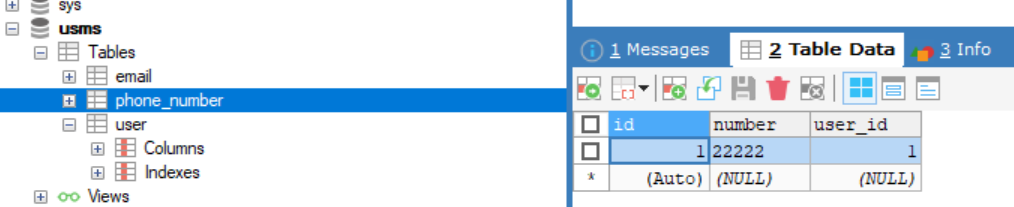 sys
usms
Tables
email
phone_number
user
Columns
Indexes
Views
1 Messages 2 Table Data 3 Info
id number user_id
1 22222 1
* (Auto) (NULL) (NULL)